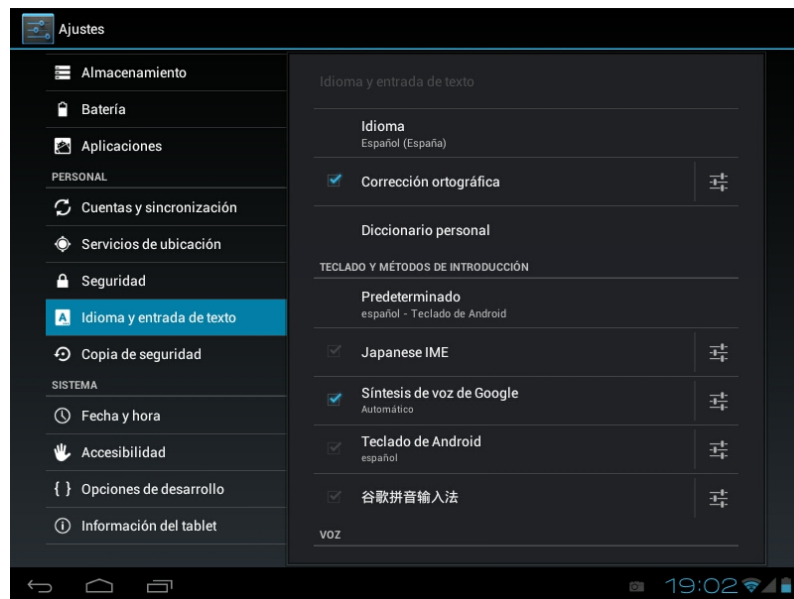 Ajustes
Almacenamiento
Batería
Aplicaciones
PERSONAL
Cuentas y sincronización
Servicios de ubicación
Seguridad
Idioma y entrada de texto
Copia de seguridad
SISTEMA
Fecha y hora
Accesibilidad
Opciones de desarrollo
Información del tablet
Idioma y entrada de texto
Idioma
Español (España)
Corrección ortográfica
Diccionario personal
TECLADO Y MÉTODOS DE INTRODUCCIÓN
Predeterminado
español - Teclado de Android
Japanese IME
Síntesis de voz de Google
Automático
Teclado de Android
español
谷歌拼音输入法
VOZ
19:02